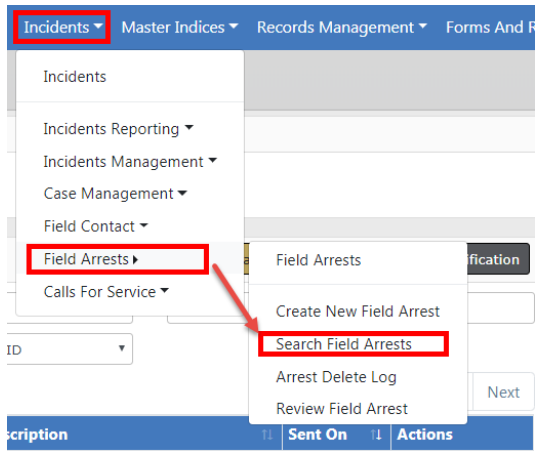 Incidents Master Indices Records Management Forms And R
Incidents
Incidents Reporting
Incidents Management
Case Management
Field Contact
Field Arrests
Calls For Service
Field Arrests
ification
Create New Field Arrest
Search Field Arrests
ID
Arrest Delete Log
Next
Review Field Arrest
scription Sent On Actions